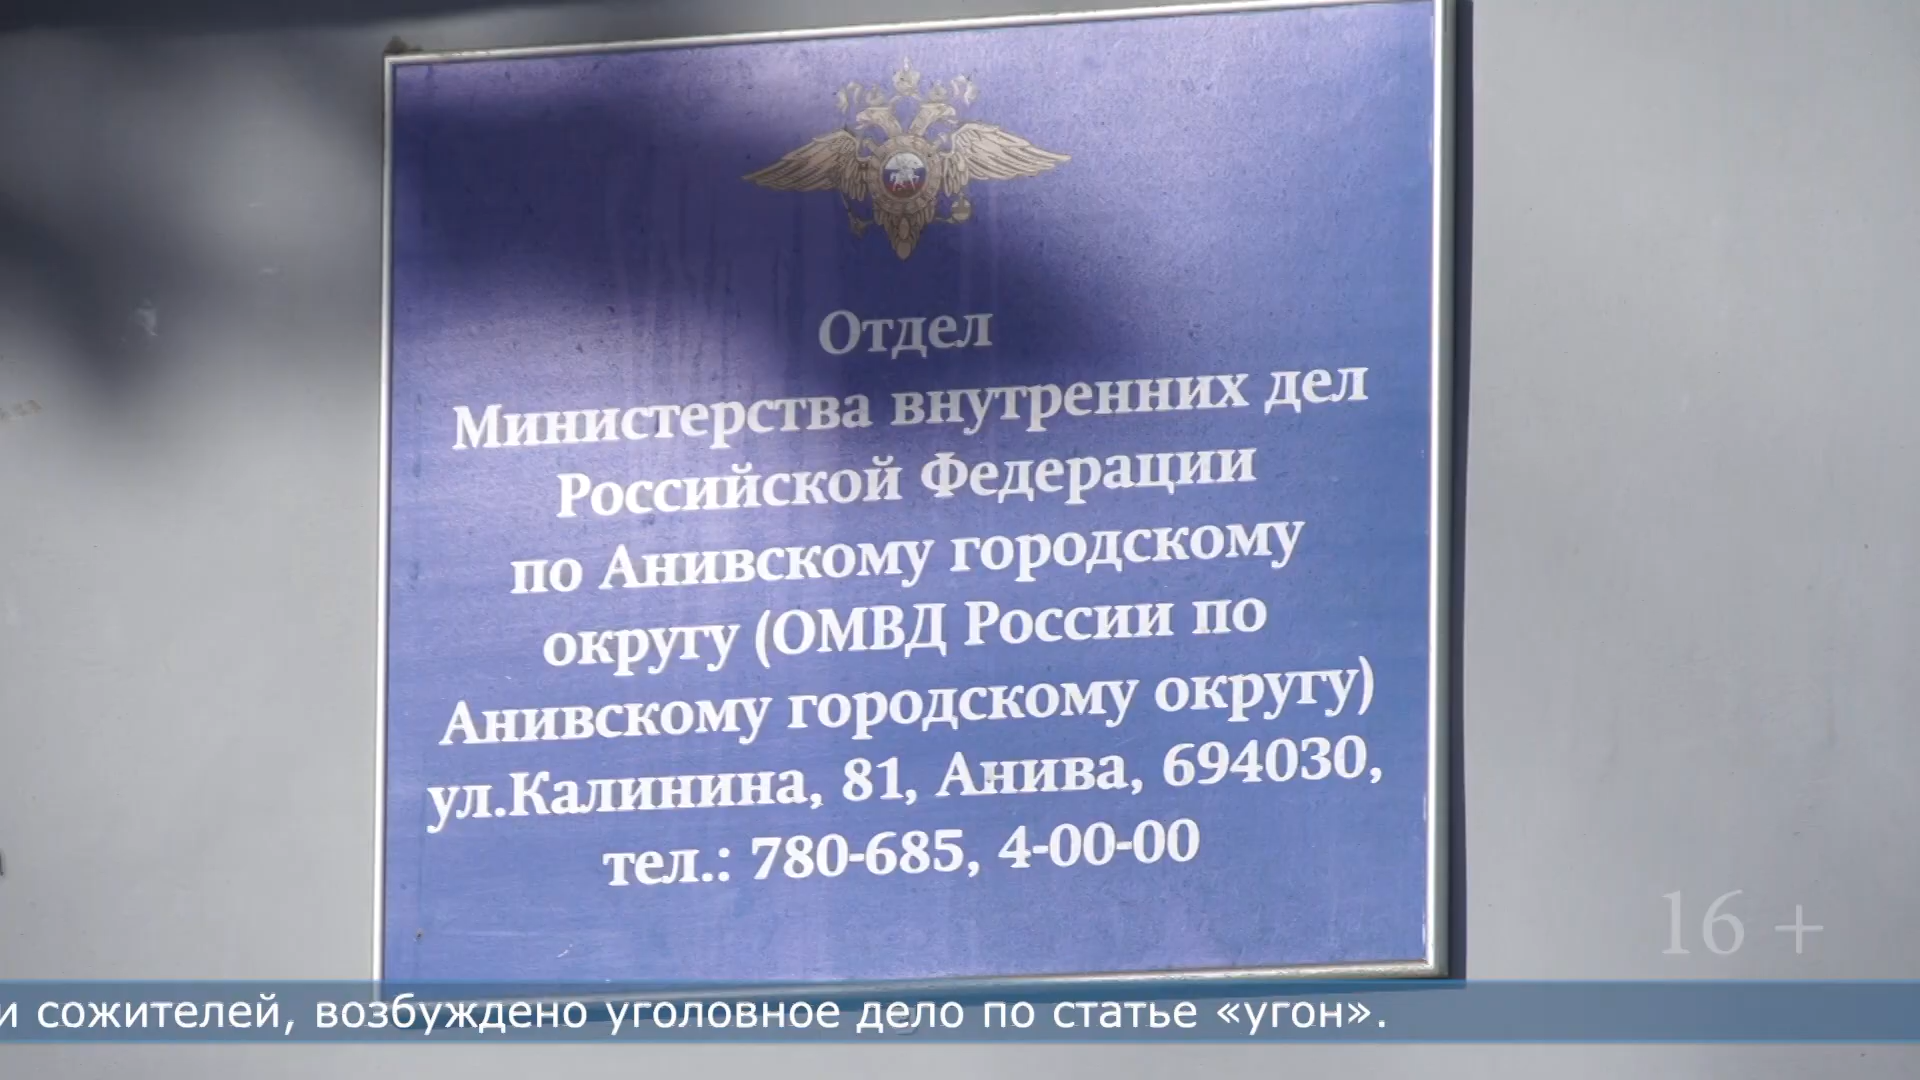 Отдел
Министерства внутренних дел
Российской Федерации
по Анивскому городскому
округу (ОМВД России по
Анивскому городскому округу)
ул.Калинина, 81, Анива, 694030,
тел.: 780-685, 4-00-00
16 +
и сожителей, возбуждено уголовное дело по статье «угон».